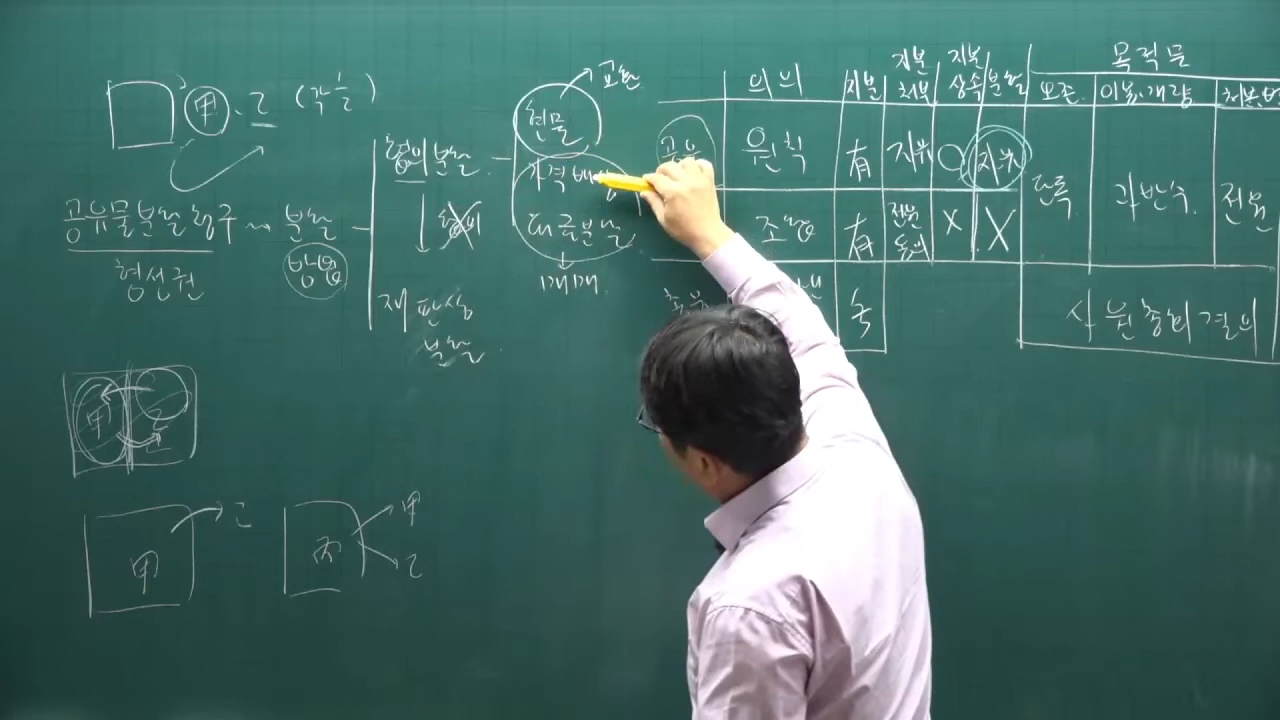 甲. 乙 (각 1/2)
공유물분할청구 → 분할
형성권
방법
협의분할
협의
재판상
분할
현물
교환
가격배상
대금분할
매매.
의의 지분 지분처분 지분상속 분할 목적물
보존. 이용.개량 처분.변
공유 원칙 有 자유 ○ 자유 단독. 과반수. 전원
조합 有 전원동의 X X
총유 수 사원총회결의
甲 乙
甲 乙
丙 甲 乙